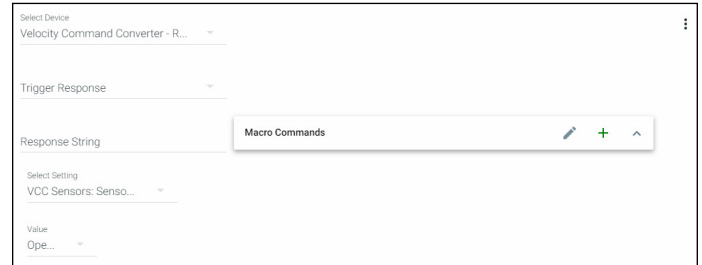 Select Device
Velocity Command Converter - R...
Trigger Response
Response String
Macro Commands
Select Setting
VCC Sensors: Senso...
Value
Ope...